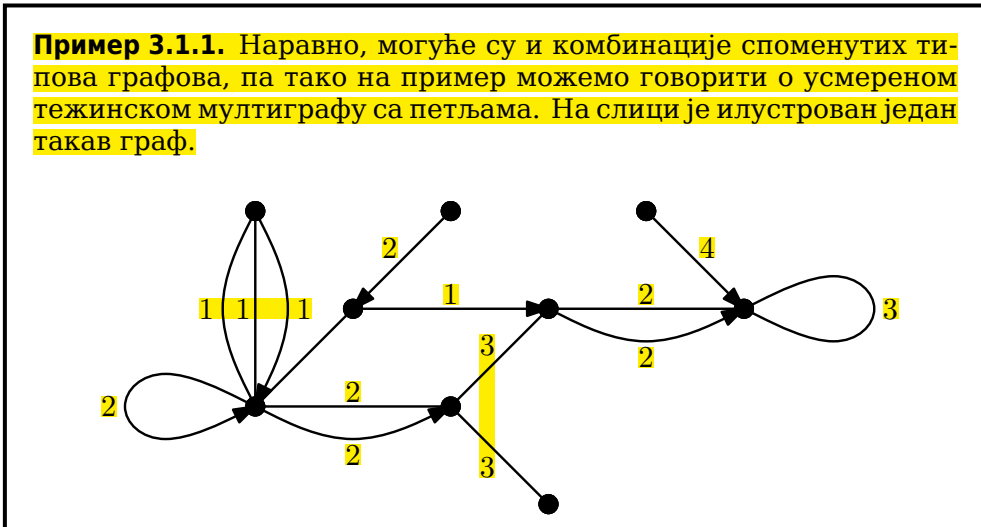 Пример 3.1.1. Наравно, могуће су и комбинације споменутих ти-
пова графова, па тако на пример можемо говорити о усмереном
тежинском мултиграфу са петљама. На слици је илустрован један
такав граф.
2 4
1 2
1 1 1 3
3 2
2 2
2 3